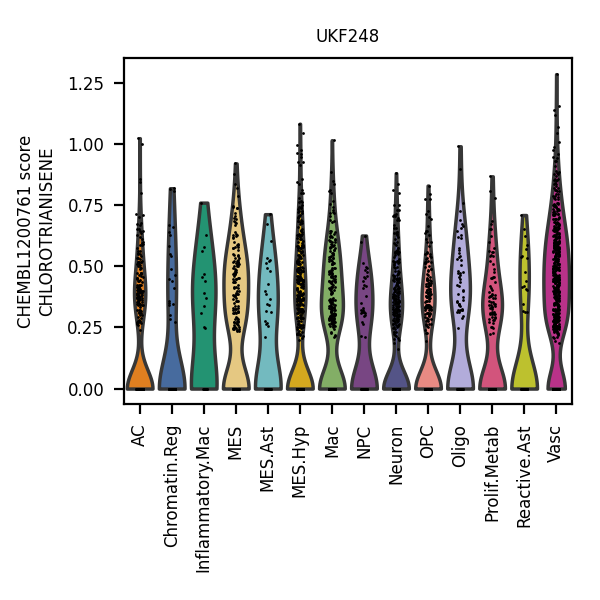 UKF248
CHEMBL1200761 score
CHLOROTRIANISENE
1.25
1.00
0.75
0.50
0.25
0.00
AC
Chromatin.Reg
Inflammatory.Mac
MES
MES.Ast
MES.Hyp
Mac
NPC
Neuron
OPC
Oligo
Prolif.Metab
Reactive.Ast
Vasc